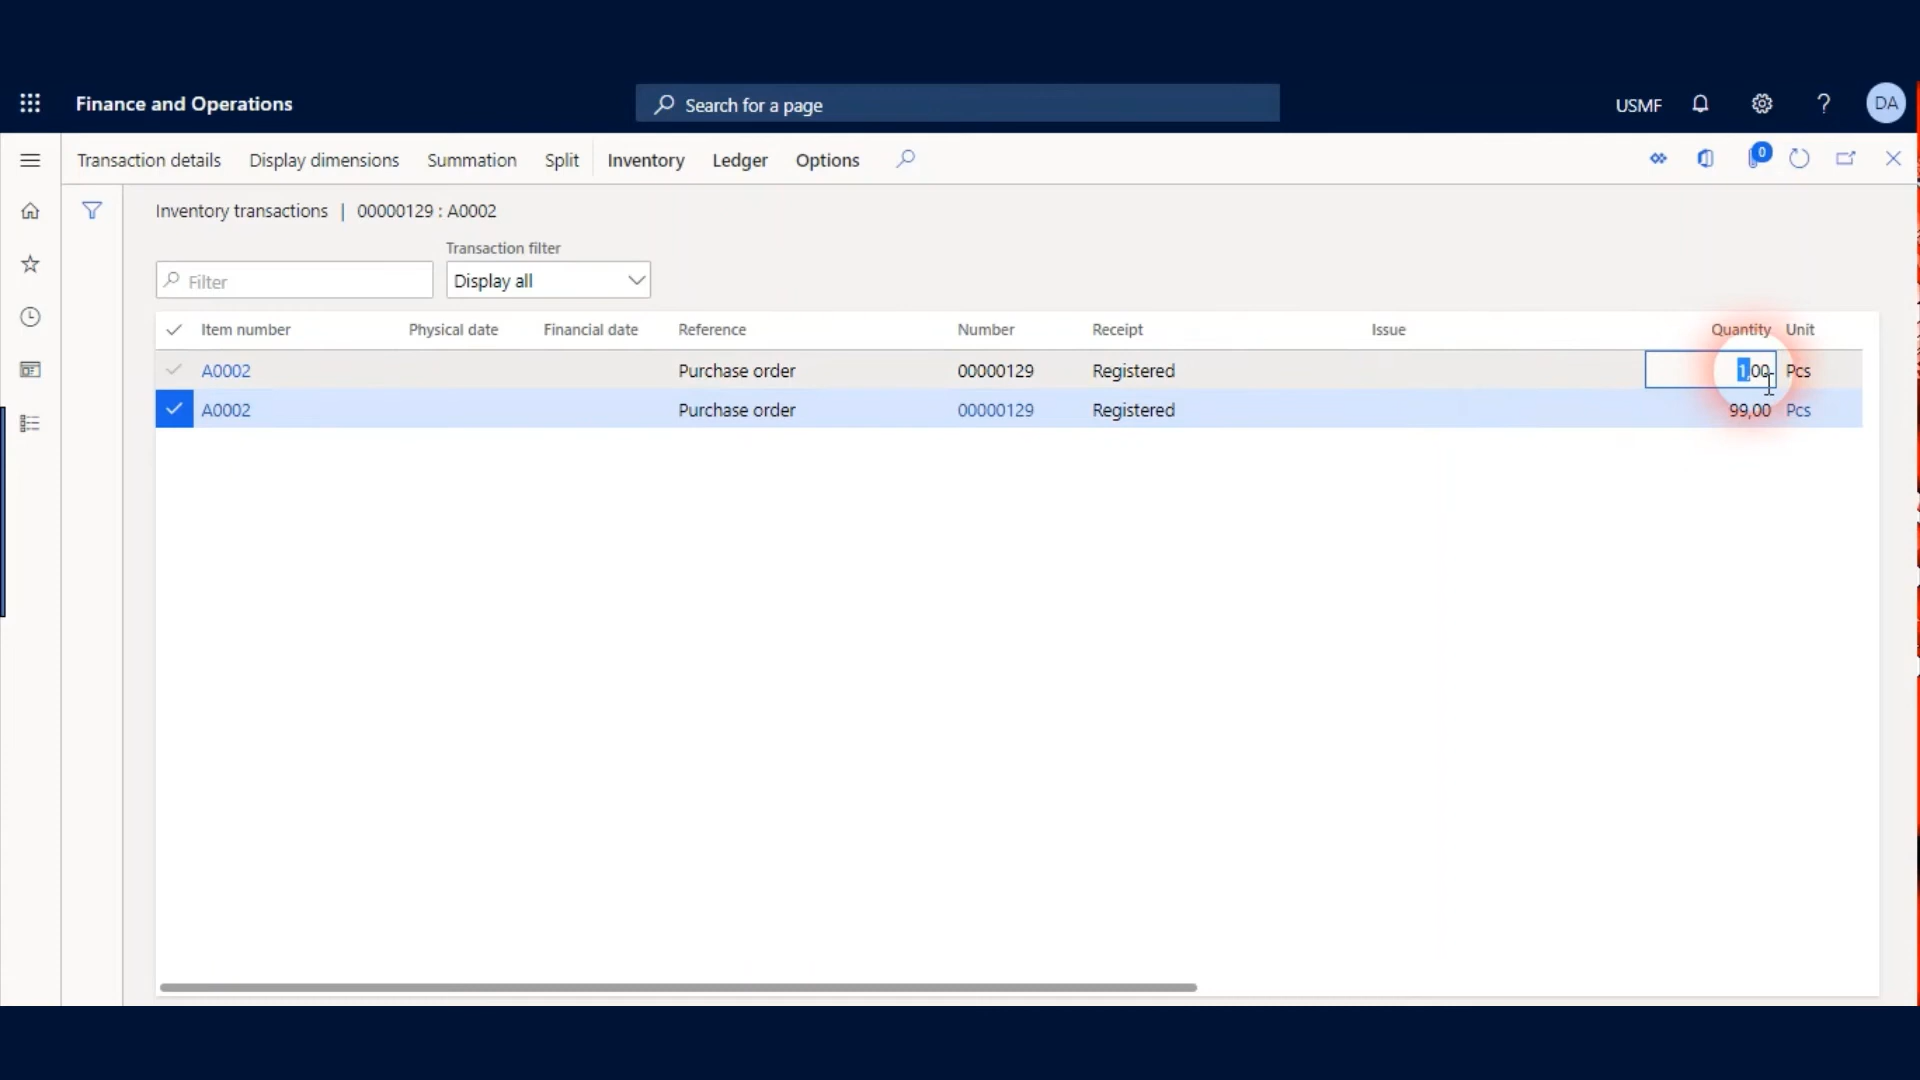 Finance and Operations Search for a page USMF ? DA
Transaction details Display dimensions Summation Split Inventory Ledger Options 0
Inventory transactions | 00000129 : A0002
Transaction filter
Filter Display all
Item number Physical date Financial date Reference Number Receipt Issue Quantity Unit
A0002 Purchase order 00000129 Registered 1,00 Pcs
A0002 Purchase order 00000129 Registered 99,00 Pcs